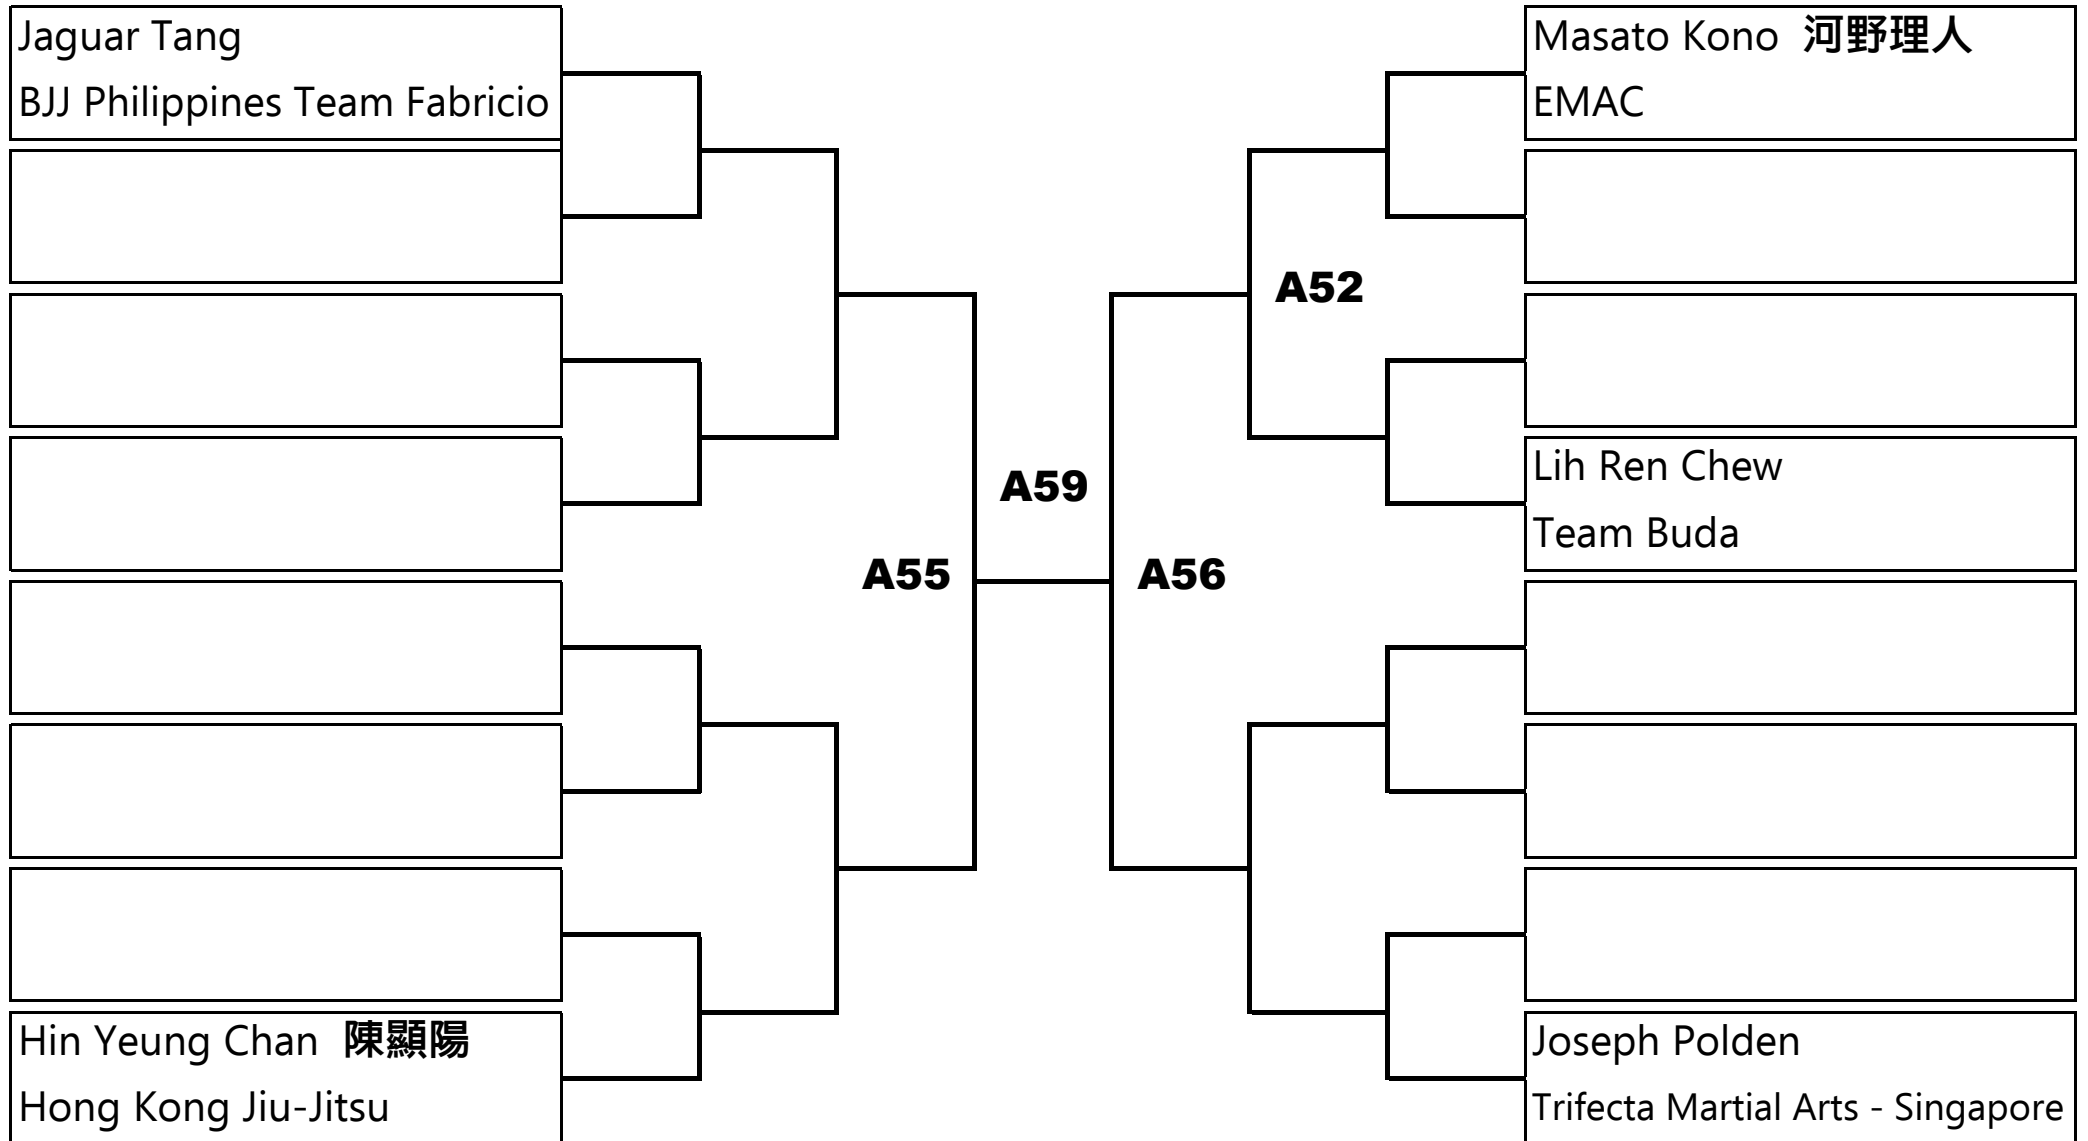 Jaguar Tang
BJJ Philippines Team Fabricio
Hin Yeung Chan 陳顯陽
Hong Kong Jiu-Jitsu
A55
A59
A56
A52
Masato Kono 河野理人
EMAC
Lih Ren Chew
Team Buda
Joseph Polden
Trifecta Martial Arts - Singapore